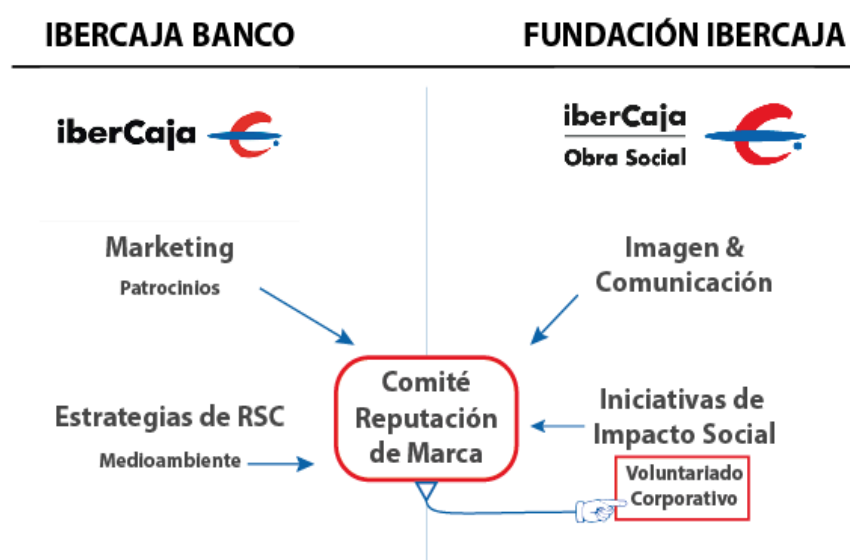 IBERCAJA BANCO
FUNDACIÓN IBERCAJA
iberCaja
iberCaja
Obra Social
Marketing
Patrocinios
Imagen &
Comunicación
Comité
Reputación
de Marca
Estrategias de RSC
Medioambiente
Iniciativas de
Impacto Social
Voluntariado
Corporativo